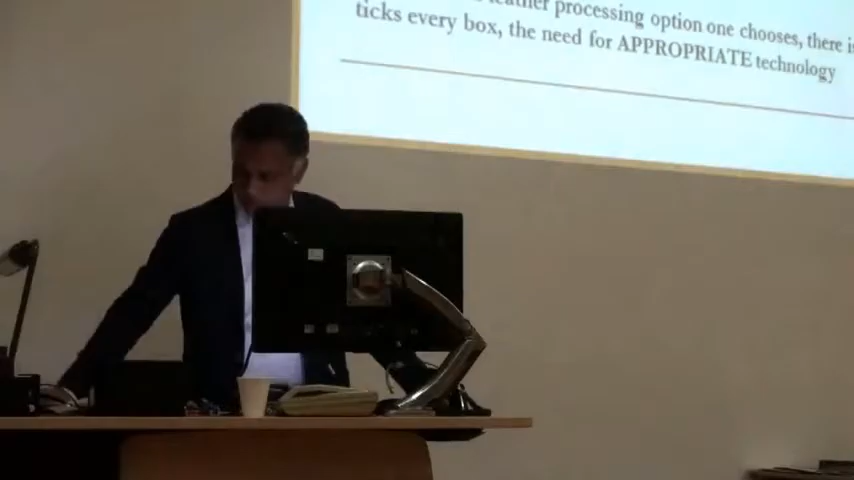 leather processing option one chooses, there is
ticks every box, the need for APPROPRIATE technology